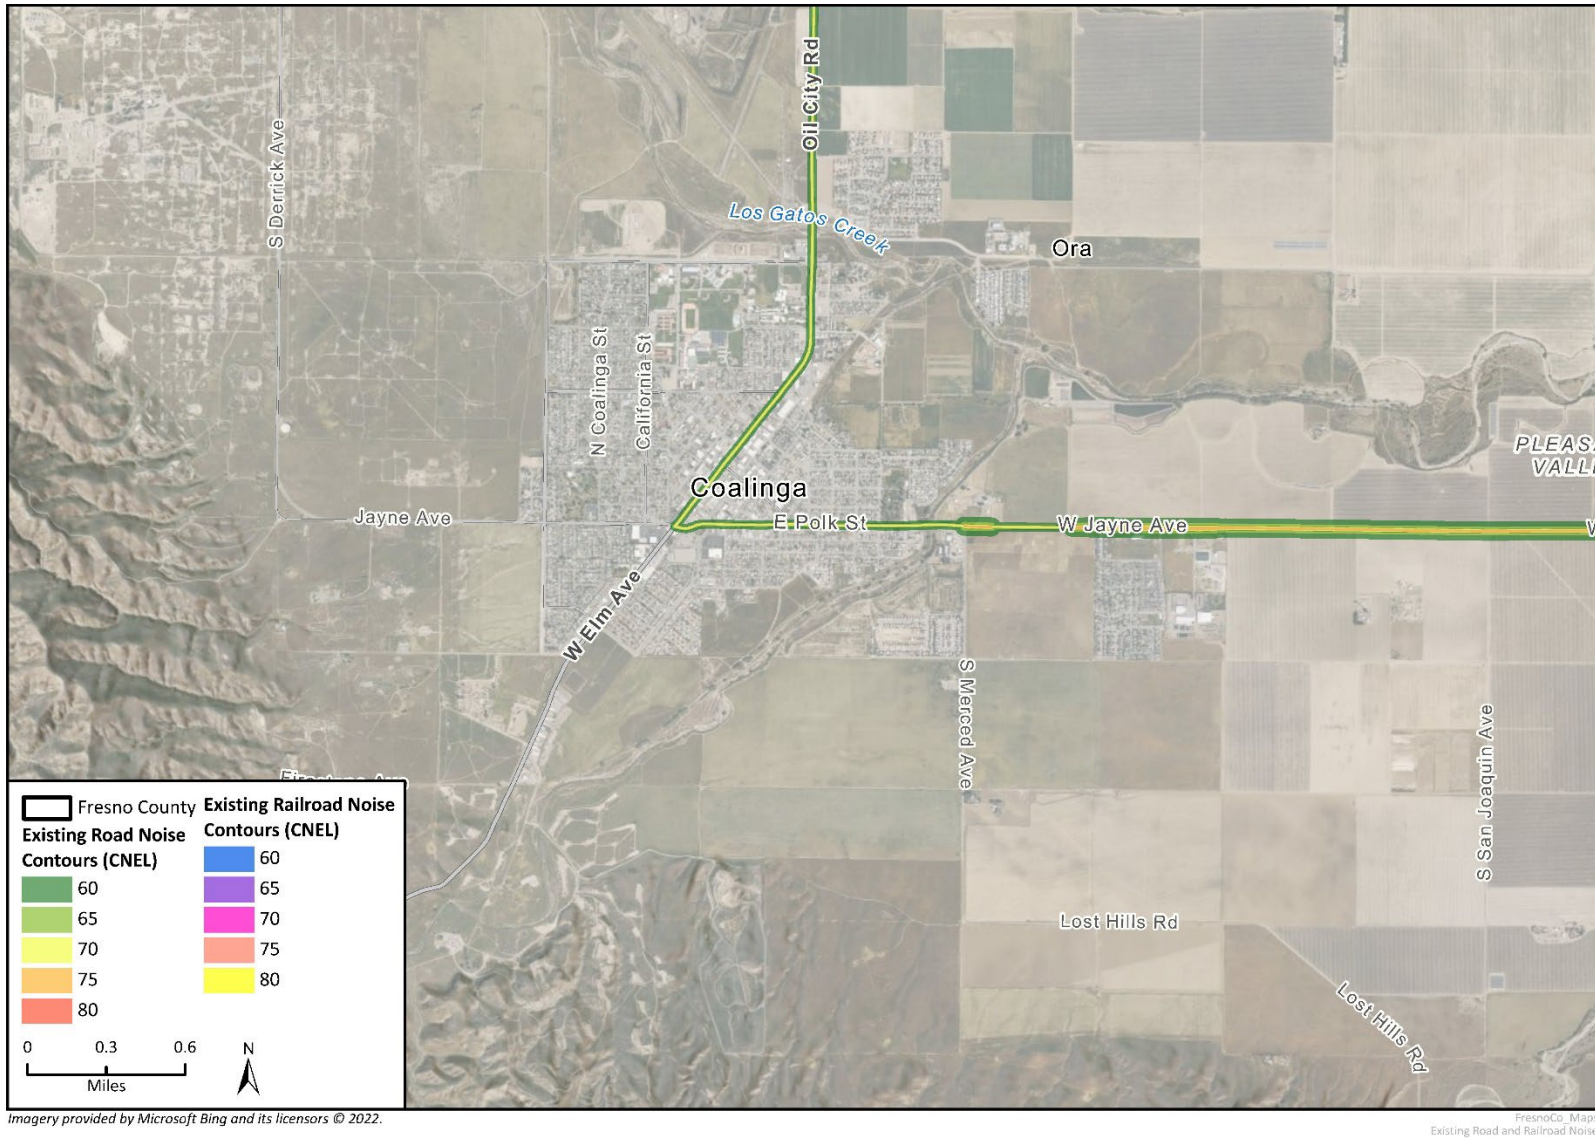 Oil City Rd
S Derrick Ave
Los Gatos Creek
Ora
N Coalinga St
California St
PLEAS
VALL
Coalinga
Jayne Ave
E Polk St
W Jayne Ave
W
W Elm Ave
S Merced Ave
S San Joaquin Ave
Lost Hills Rd
Lost Hills Rd
Fresno County
Existing Road Noise
Contours (CNEL)
60
65
70
75
80
Existing Railroad Noise
Contours (CNEL)
60
65
70
75
80
0 0.3 0.6
Miles
N
Imagery provided by Microsoft Bing and its licensors © 2022.
FresnoCo_Maps
Existing Road and Railroad Noise